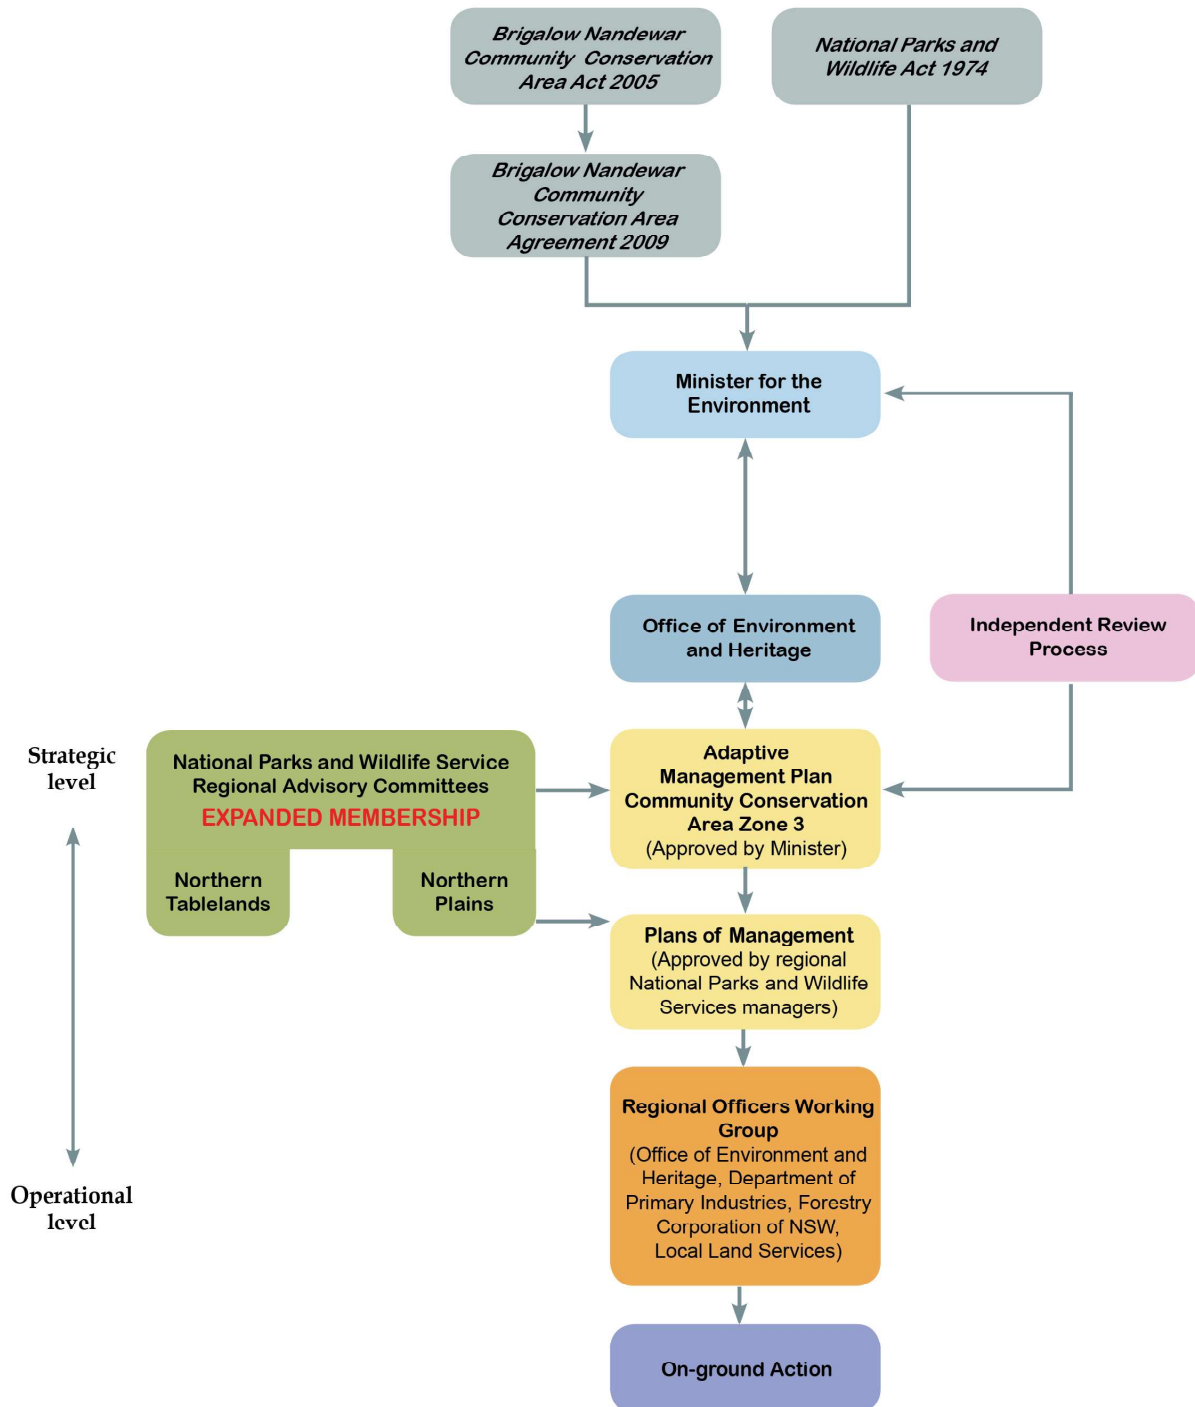 Brigalow Nandewar
Community Conservation
Area Act 2005
National Parks and
Wildlife Act 1974
Brigalow Nandewar
Community
Conservation Area
Agreement 2009
Minister for the
Environment
Office of Environment
and Heritage
Independent Review
Process
Strategic
level
National Parks and Wildlife Service
Regional Advisory Committees
EXPANDED MEMBERSHIP
Northern
Tablelands
Northern
Plains
Adaptive
Management Plan
Community Conservation
Area Zone 3
(Approved by Minister)
Plans of Management
(Approved by regional
National Parks and Wildlife
Services managers)
Operational
level
Regional Officers Working
Group
(Office of Environment and
Heritage, Department of
Primary Industries, Forestry
Corporation of NSW,
Local Land Services)
On-ground Action